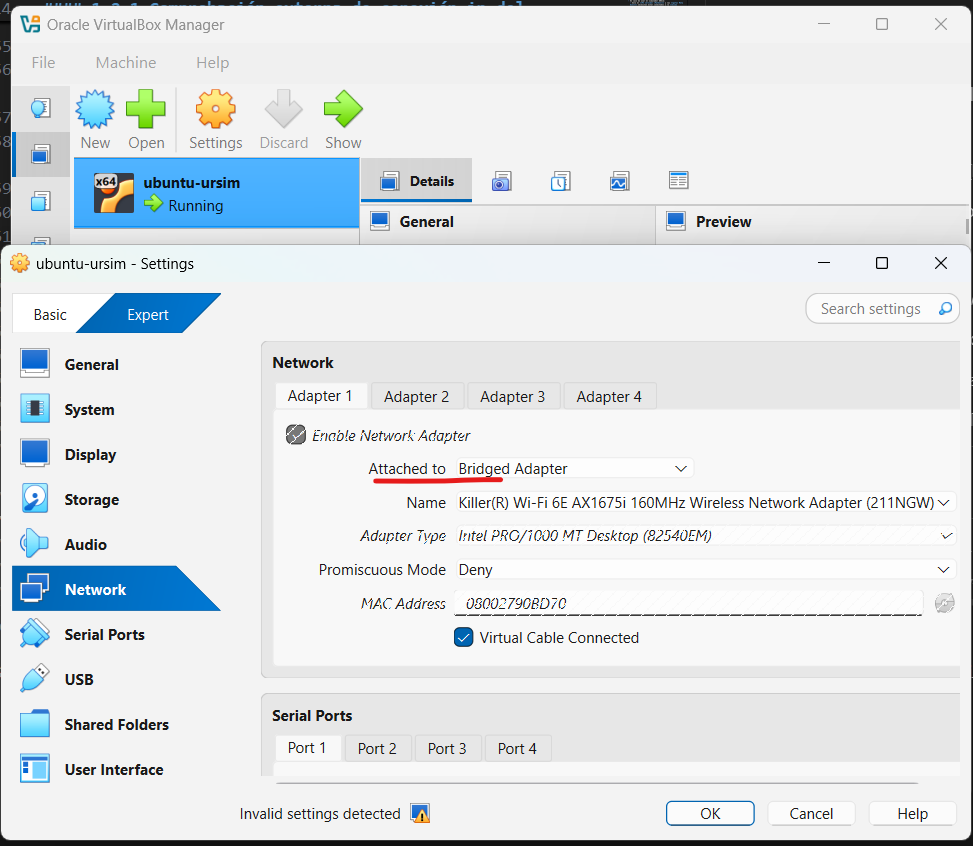 Oracle VirtualBox Manager
File Machine Help
New Open Settings Discard Show
x64
ubuntu-ursim
Running
Details
General
Preview
ubuntu-ursim - Settings
Basic Expert
Search settings
General
System
Display
Storage
Audio
Network
Serial Ports
USB
Shared Folders
User Interface
Network
Adapter 1 Adapter 2 Adapter 3 Adapter 4
Enable Network Adapter
Attached to Bridged Adapter
Name Killer(R) Wi-Fi 6E AX1675i 160MHz Wireless Network Adapter (211NGW)
Adapter Type Intel PRO/1000 MT Desktop (82540EM)
Promiscuous Mode Deny
MAC Address 08002790BD70
Virtual Cable Connected
Serial Ports
Port 1 Port 2 Port 3 Port 4
Invalid settings detected
OK Cancel Help